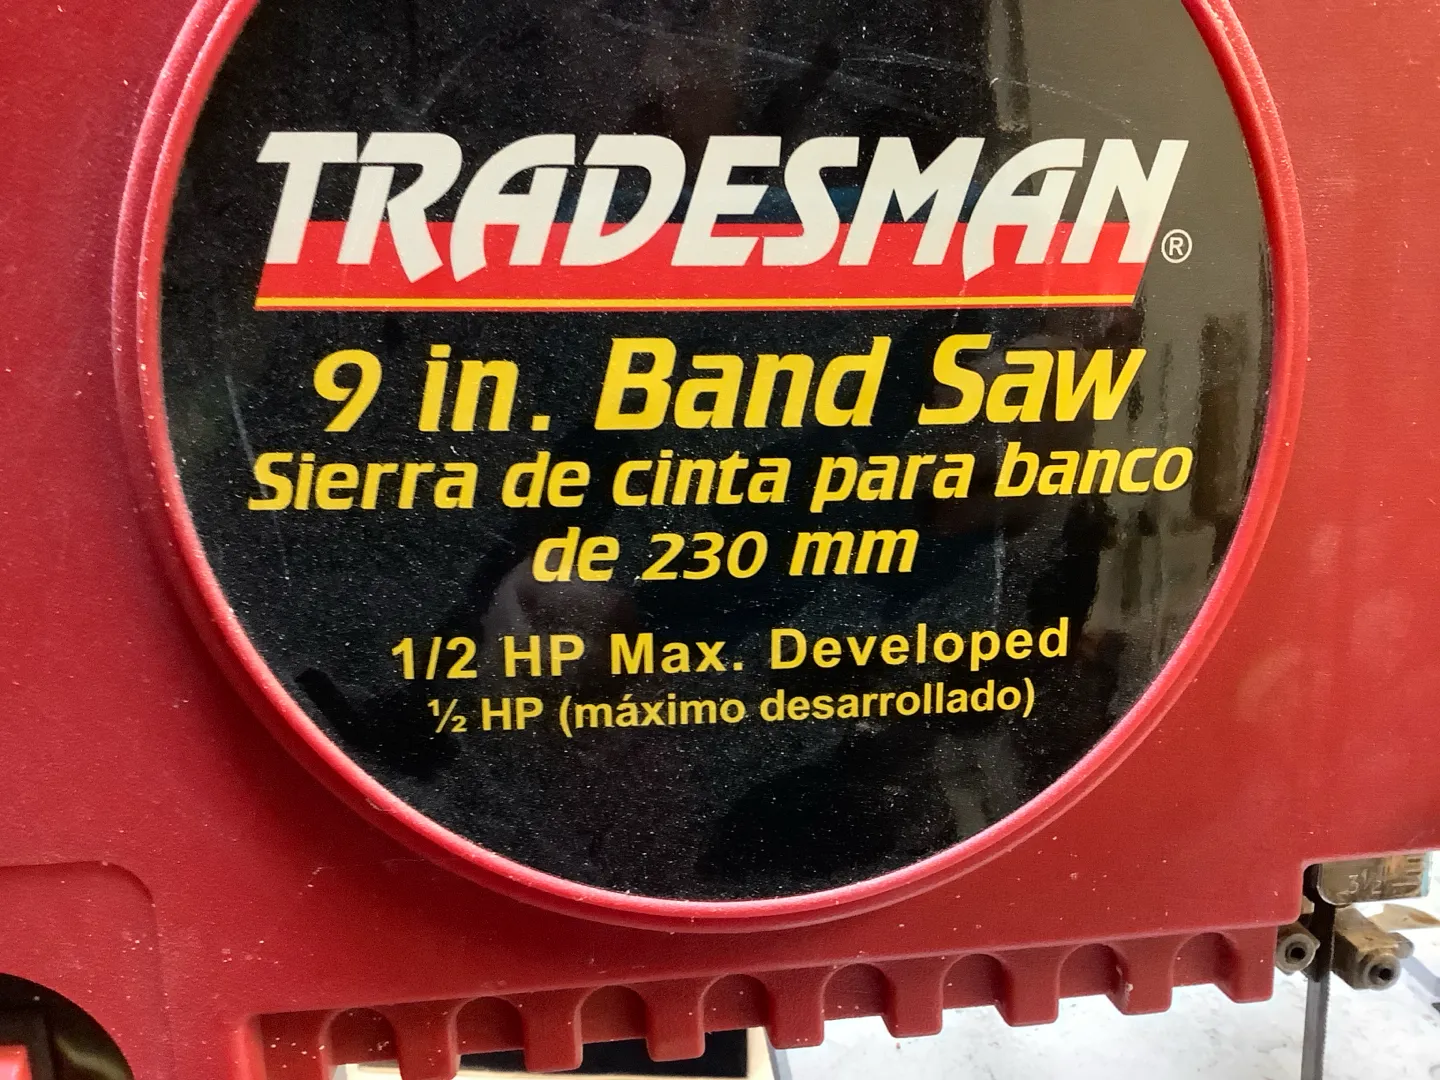 TRADESMAN®
9 in. Band Saw
Sierra de cinta para banco
de 230 mm
1/2 HP Max. Developed
½ HP (máximo desarrollado)